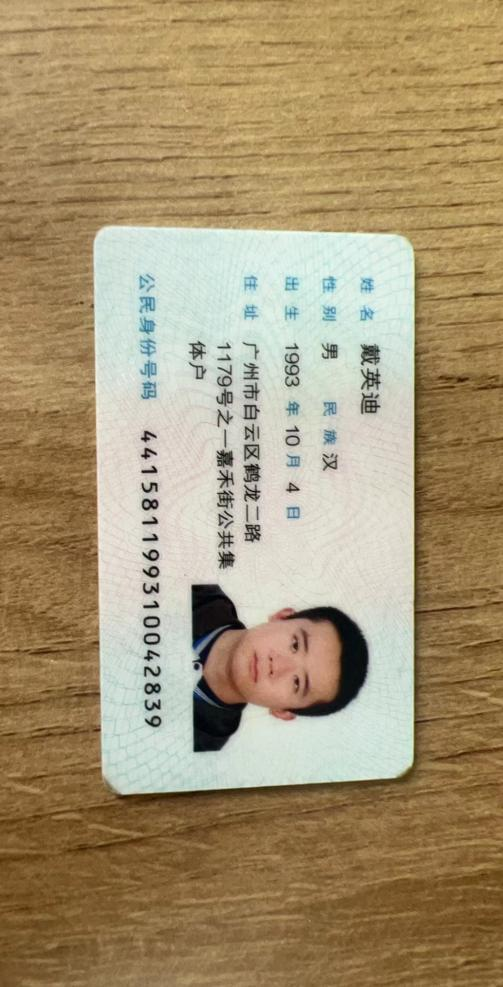 姓名 戴英迪
性别 男 民族 汉
出生 1993 年 10 月 4 日
住址 广州市白云区鹤龙二路
1179号之一嘉禾街公共集
体户
公民身份号码 441581199310042839